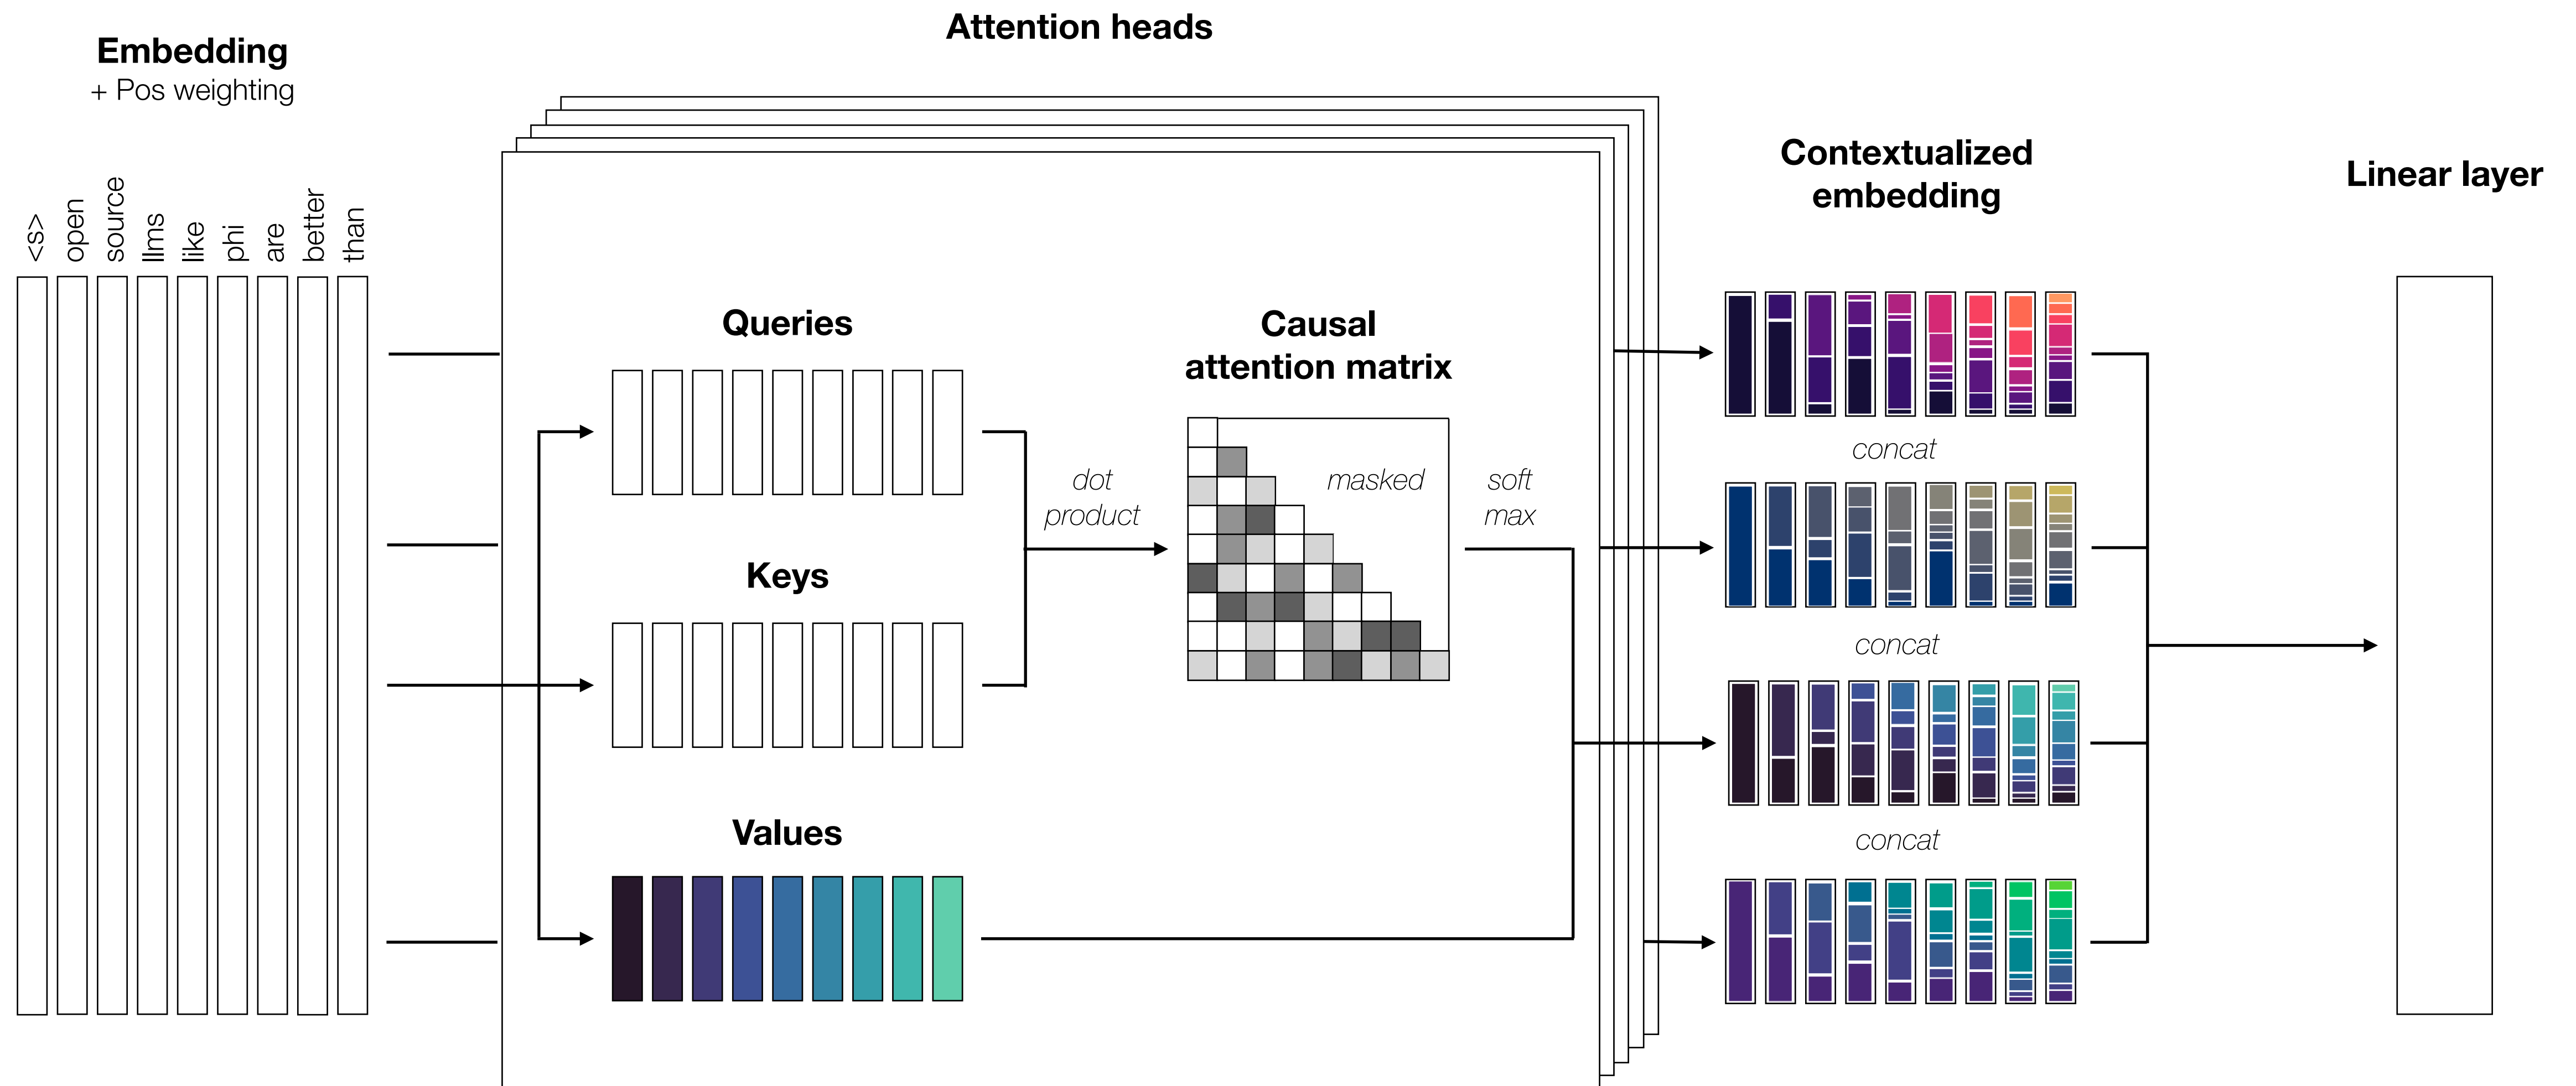 Attention heads
Embedding
+ Pos weighting
<s>
open
source
llms
like
phi
are
better
than
Queries
Keys
Values
dot
product
Causal
attention matrix
masked
soft
max
Contextualized
embedding
concat
concat
concat
Linear layer